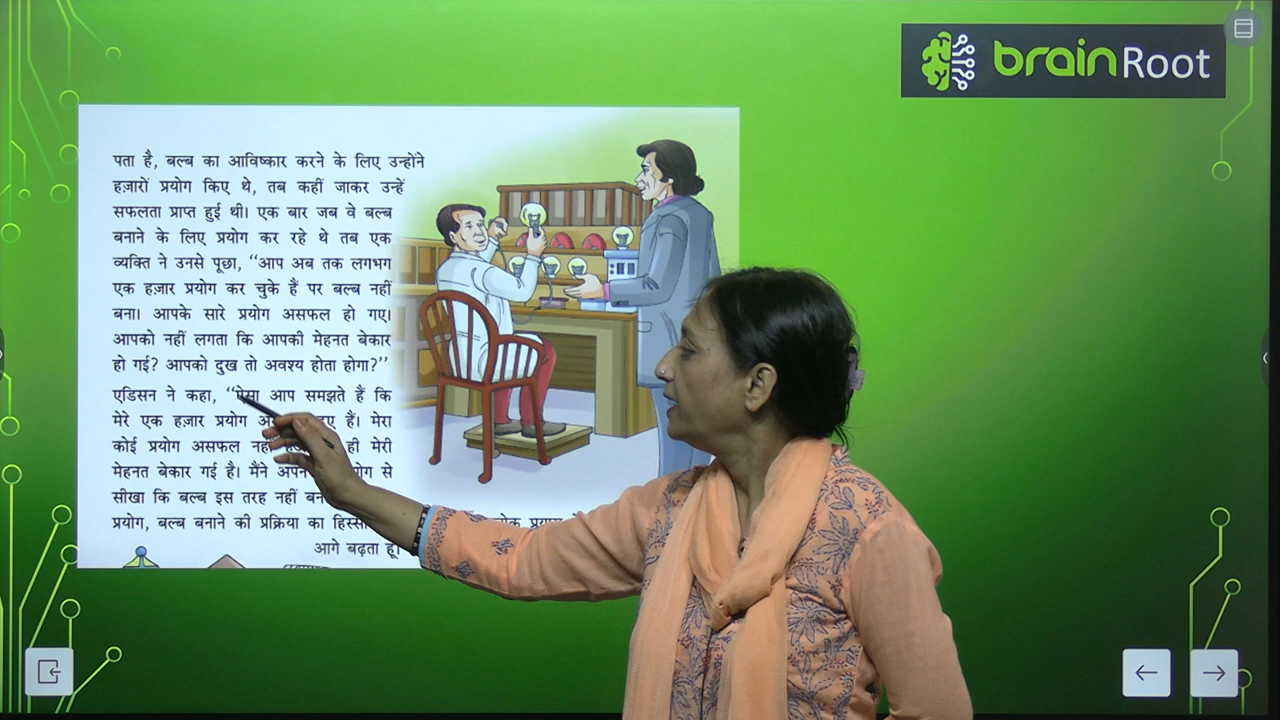 brainRoot
पता है, बल्ब का आविष्कार करने के लिए उन्होंने
हज़ारों प्रयोग किए थे, तब कहीं जाकर उन्हें
सफलता प्राप्त हुई थी। एक बार जब वे बल्ब
बनाने के लिए प्रयोग कर रहे थे तब एक
व्यक्ति ने उनसे पूछा, ‘‘आप अब तक लगभग
एक हज़ार प्रयोग कर चुके हैं पर बल्ब नहीं
बना। आपके सारे प्रयोग असफल हो गए।
आपको नहीं लगता कि आपकी मेहनत बेकार
हो गई? आपको दुख तो अवश्य होता होगा?’’
एडिसन ने कहा, ‘‘ऐसा आप समझते हैं कि
मेरे एक हज़ार प्रयोग हुए हैं। मेरा
कोई प्रयोग असफल ही मेरी
मेहनत बेकार गई है। मैंने से
सीखा कि बल्ब इस तरह नहीं
प्रयोग, बल्ब बनाने की प्रक्रिया का
आगे बढ़ता हूँ।